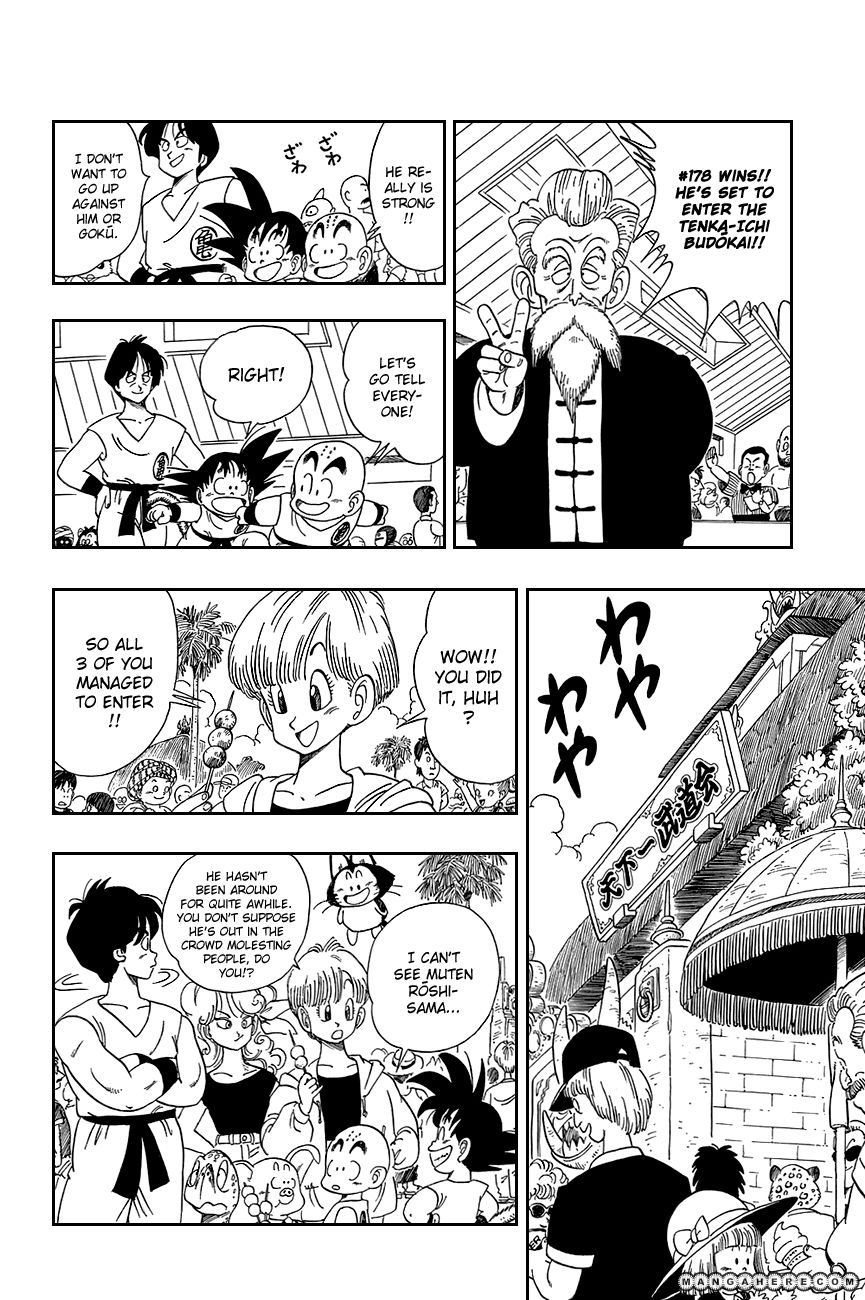 #178 WINS!!
HE'S SET TO
ENTER THE
TENKA-ICHI
BUDŌKAI!!
HE RE-
ALLY IS
STRONG
!!
ざわ
ざわ
I DON'T
WANT TO
GO UP
AGAINST
HIM OR
GOKŪ.
亀
LET'S
GO TELL
EVERY-
ONE!
RIGHT!
わや
わや
天下一武道会
WOW!!
YOU DID
IT, HUH
?
SO ALL
3 OF YOU
MANAGED
TO ENTER
!!
I CAN'T
SEE MUTEN
RŌSHI-
SAMA...
HE HASN'T
BEEN AROUND
FOR QUITE AWHILE.
YOU DON'T SUPPOSE
HE'S OUT IN THE
CROWD MOLESTING
PEOPLE, DO
YOU!?
MANGAHERE.COM